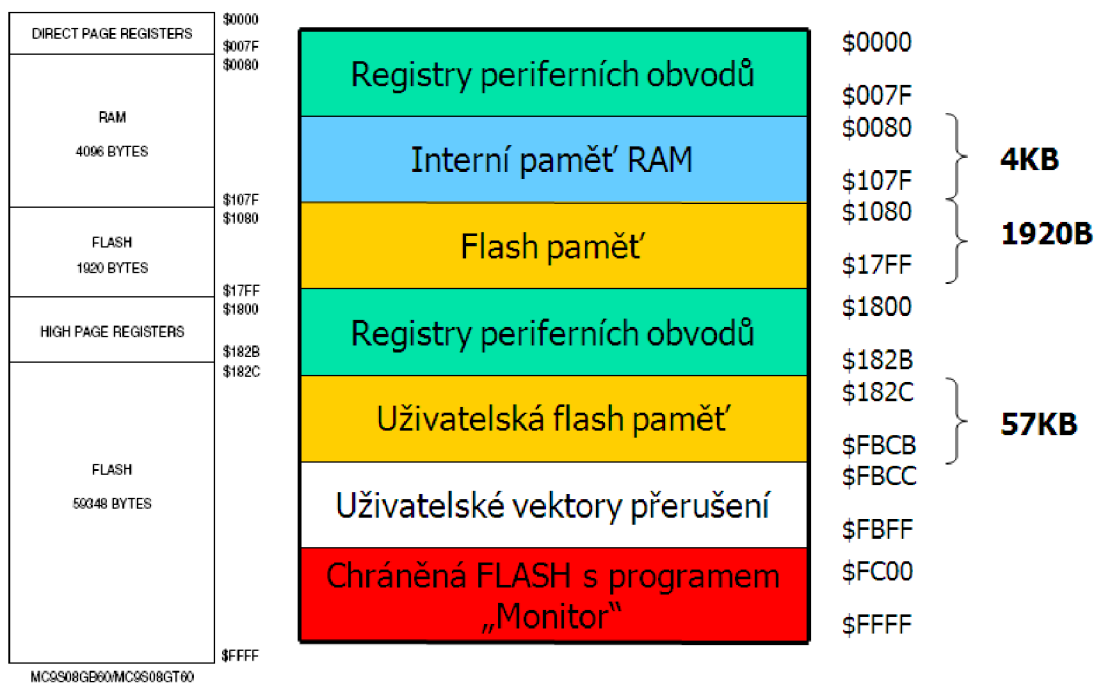 DIRECT PAGE REGISTERS
$0000
$007F
$0080
RAM
4096 BYTES
$107F
$1080
FLASH
1920 BYTES
$17FF
$1800
HIGH PAGE REGISTERS
$182B
$182C
FLASH
59348 BYTES
$FFFF
MC9S08GB60/MC9S08GT60
Registry periferních obvodů
$0000
$007F
Interní paměť RAM
$0080
$107F
4KB
Flash paměť
$1080
$17FF
1920B
Registry periferních obvodů
$1800
$182B
Uživatelská flash paměť
$182C
$FBCB
57KB
Uživatelské vektory přerušení
$FBCC
$FBFF
Chráněná FLASH s programem
„Monitor“
$FC00
$FFFF